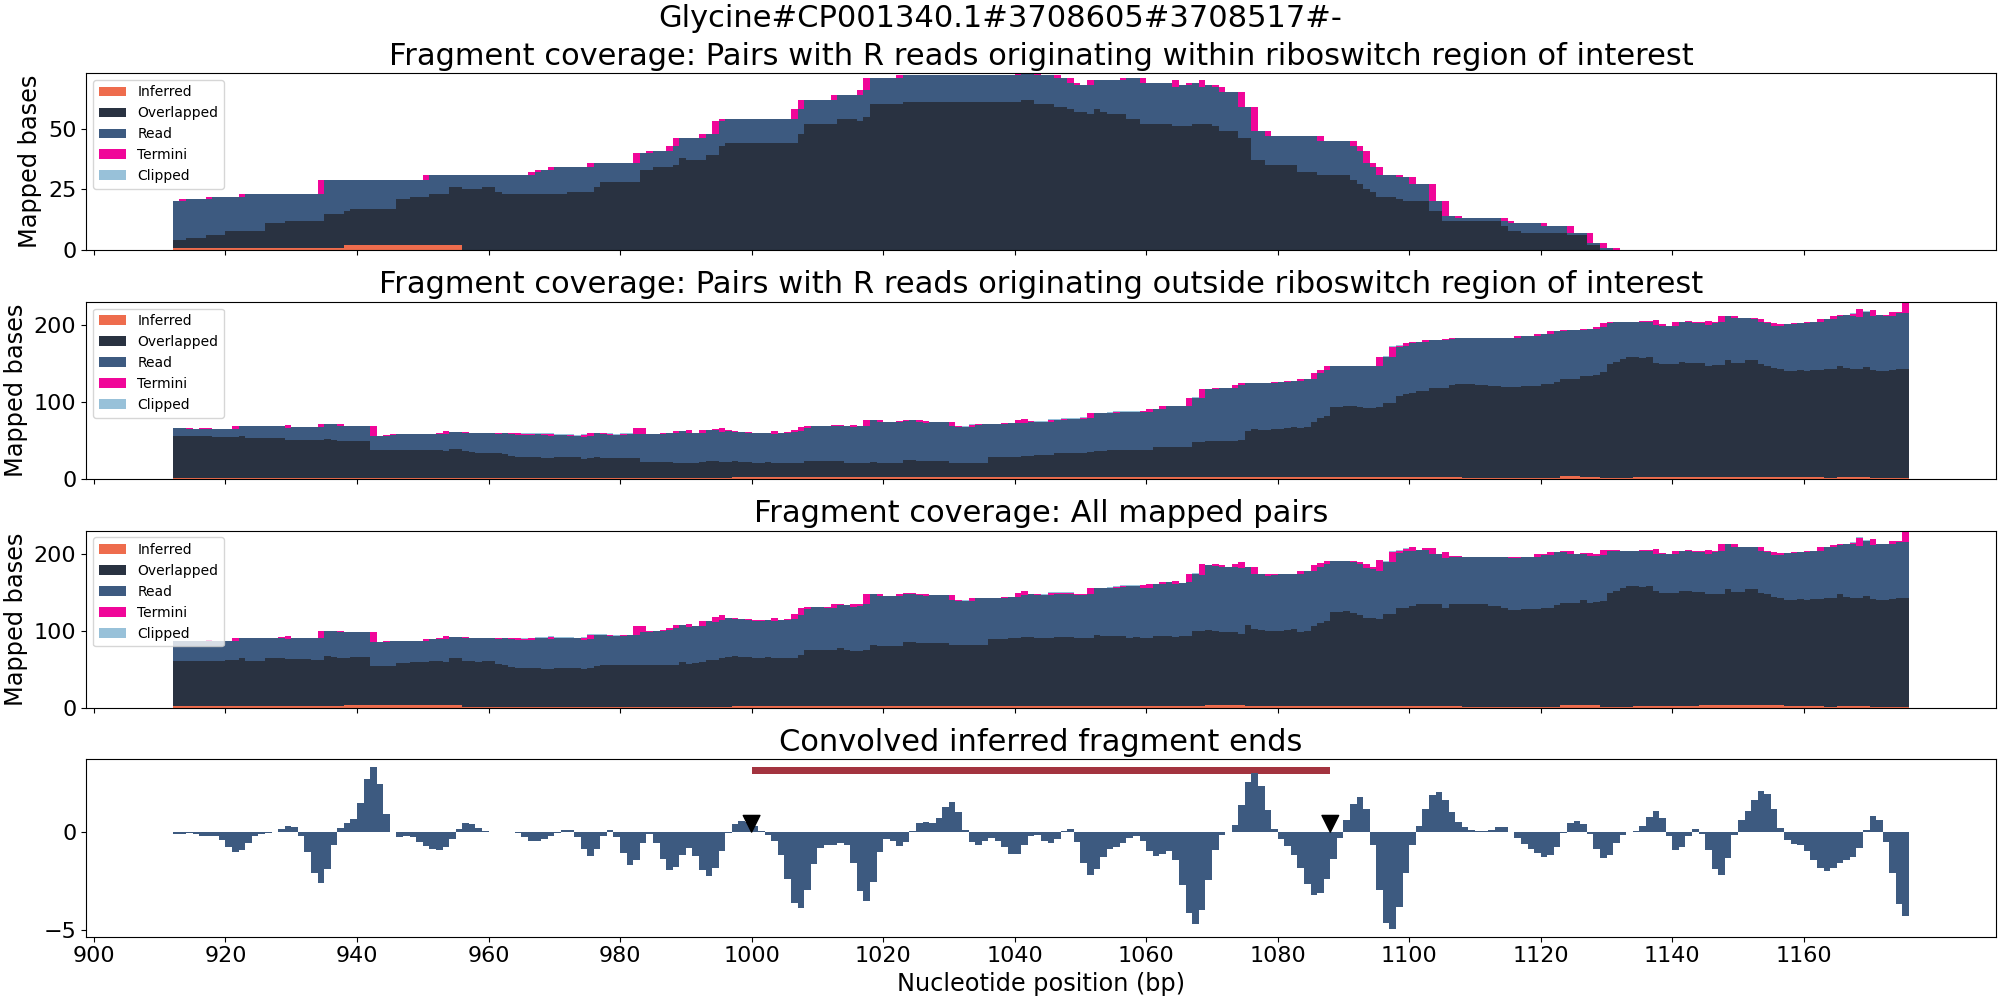 Glycine#CP001340.1#3708605#3708517#-
Fragment coverage: Pairs with R reads originating within riboswitch region of interest
Mapped bases
50
25
0
Inferred
Overlapped
Read
Termini
Clipped
Fragment coverage: Pairs with R reads originating outside riboswitch region of interest
Mapped bases
200
100
0
Inferred
Overlapped
Read
Termini
Clipped
Fragment coverage: All mapped pairs
Mapped bases
200
100
0
Inferred
Overlapped
Read
Termini
Clipped
Convolved inferred fragment ends
0
−5
900 920 940 960 980 1000 1020 1040 1060 1080 1100 1120 1140 1160
Nucleotide position (bp)